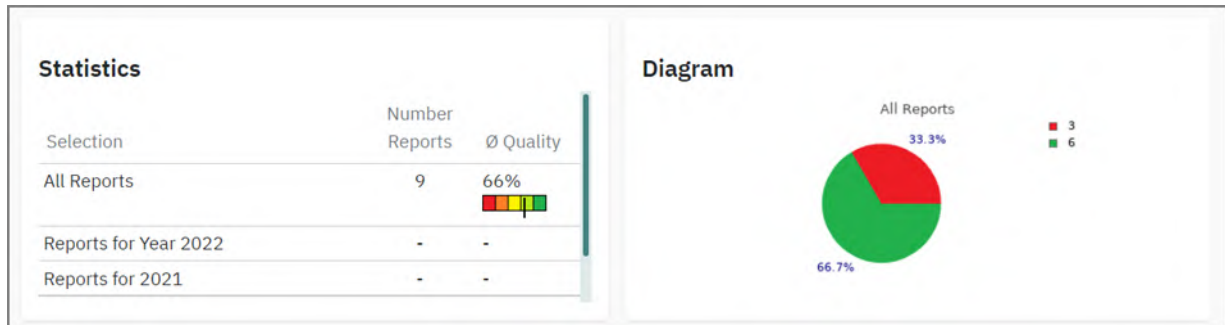 Statistics
Number
Selection Reports Ø Quality
All Reports 9 66%
Reports for Year 2022 - -
Reports for 2021 - -
Diagram
All Reports
33.3%
66.7%
3
6